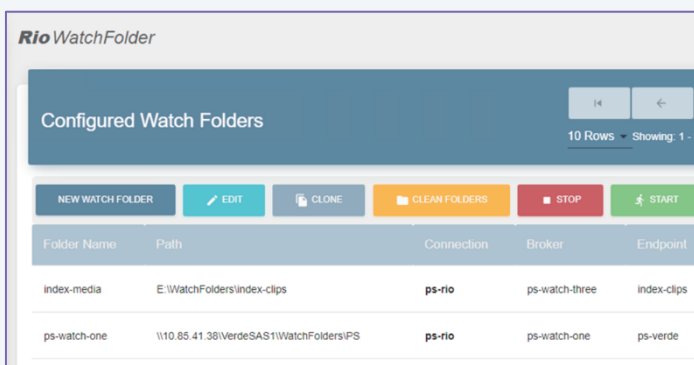 Rio WatchFolder
Configured Watch Folders
10 Rows Showing: 1 -
NEW WATCH FOLDER EDIT CLONE CLEAN FOLDERS STOP START
Folder Name Path Connection Broker Endpoint
index-media E:\WatchFolders\index-clips ps-rio ps-watch-three index-clips
ps-watch-one \\10.85.41.38\VerdeSAS1\WatchFolders\PS ps-rio ps-watch-one ps-verde